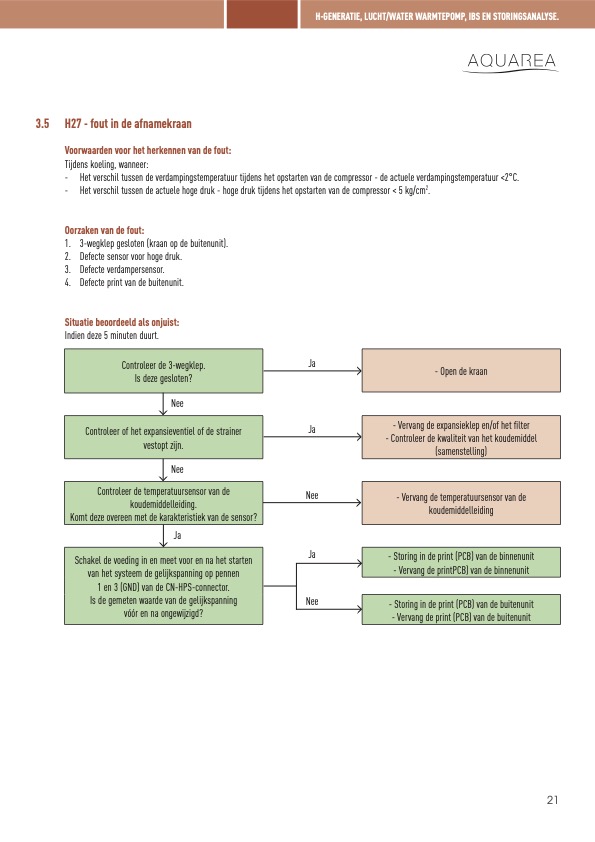 H-GENERATIE, LUCHT/WATER WARMTEPOMP, IBS EN STORINGSANALYSE.
AQUAREA
3.5 H27 - fout in de afnamekraan
Voorwaarden voor het herkennen van de fout:
Tijdens koeling, wanneer:
- Het verschil tussen de verdampingstemperatuur tijdens het opstarten van de compressor - de actuele verdampingstemperatuur <2°C.
- Het verschil tussen de actuele hoge druk - hoge druk tijdens het opstarten van de compressor < 5 kg/cm².
Oorzaken van de fout:
1. 3-wegklep gesloten (kraan op de buitenunit).
2. Defecte sensor voor hoge druk.
3. Defecte verdampersensor.
4. Defecte print van de buitenunit.
Situatie beoordeeld als onjuist:
Indien deze 5 minuten duurt.
Controleer de 3-wegklep.
Is deze gesloten?
Ja
- Open de kraan
Nee
Controleer of het expansieventiel of de strainer
vestopt zijn.
Ja
- Vervang de expansieklep en/of het filter
- Controleer de kwaliteit van het koudemiddel
(samenstelling)
Nee
Controleer de temperatuursensor van de
koudemiddelleiding.
Komt deze overeen met de karakteristiek van de sensor?
Nee
- Vervang de temperatuursensor van de
koudemiddelleiding
Ja
Schakel de voeding in en meet voor en na het starten
van het systeem de gelijkspanning op pennen
1 en 3 (GND) van de CN-HPS-connector.
Is de gemeten waarde van de gelijkspanning
vóór en na ongewijzigd?
Ja
- Storing in de print (PCB) van de binnenunit
- Vervang de printPCB) van de binnenunit
Nee
- Storing in de print (PCB) van de buitenunit
- Vervang de print (PCB) van de buitenunit
21